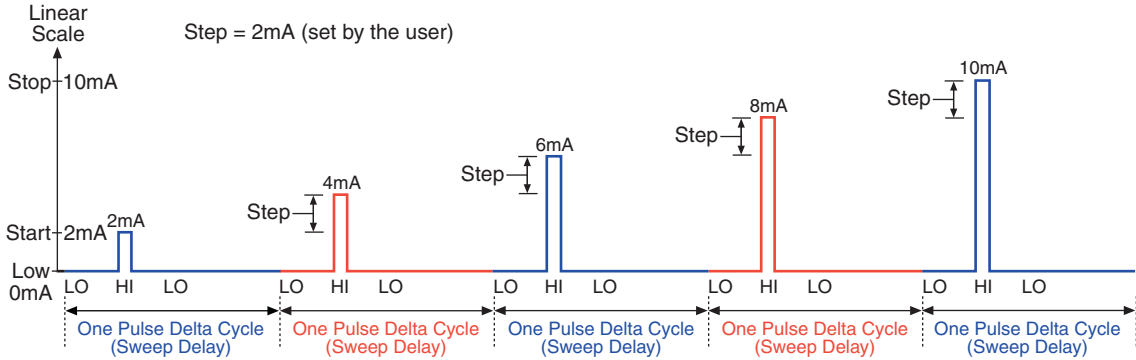 Linear
Scale
Step = 2mA (set by the user)
Stop 10mA
Start 2mA
Low
0mA
2mA
Step
4mA
Step
6mA
Step
8mA
Step
10mA
LO HI LO
LO HI LO
LO HI LO
LO HI LO
LO HI LO
One Pulse Delta Cycle
(Sweep Delay)
One Pulse Delta Cycle
(Sweep Delay)
One Pulse Delta Cycle
(Sweep Delay)
One Pulse Delta Cycle
(Sweep Delay)
One Pulse Delta Cycle
(Sweep Delay)